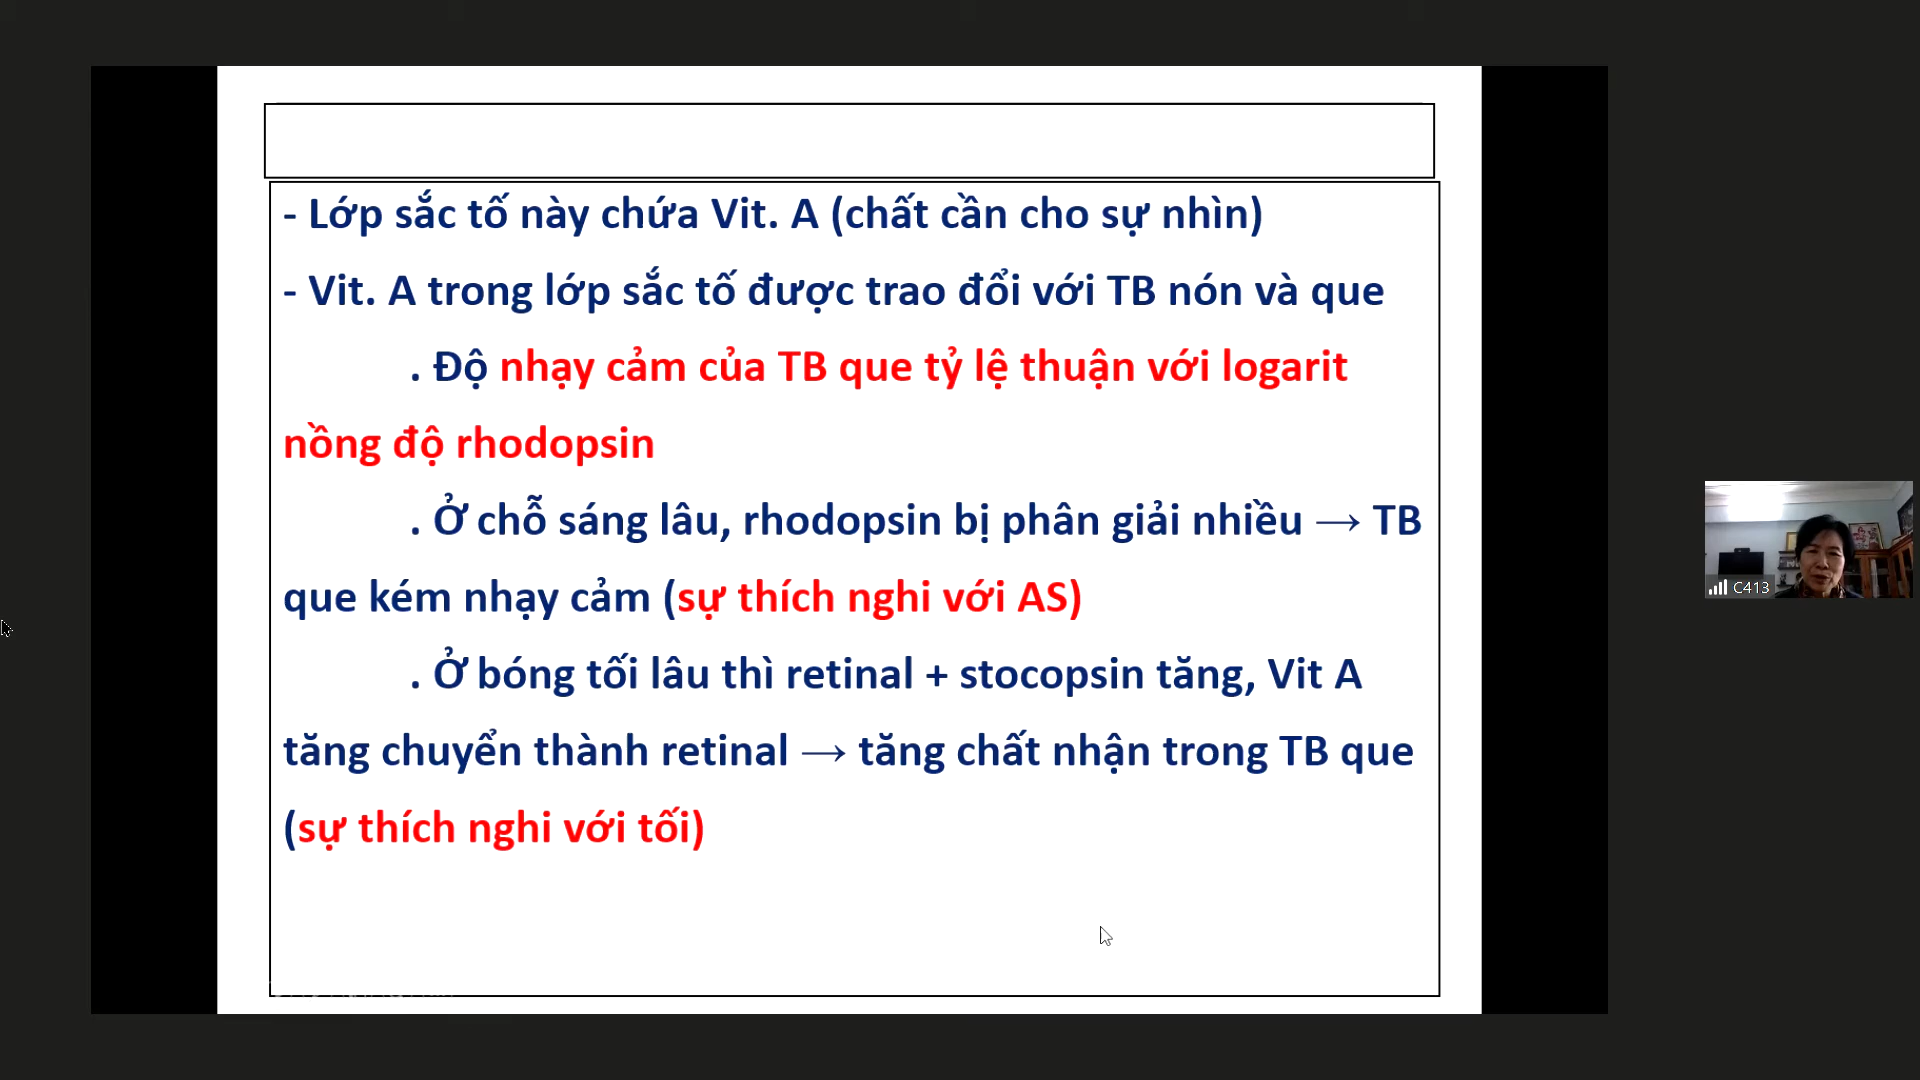 - Lớp sắc tố này chứa Vit. A (chất cần cho sự nhìn)
- Vit. A trong lớp sắc tố được trao đổi với TB nón và que
. Độ nhạy cảm của TB que tỷ lệ thuận với logarit
nồng độ rhodopsin
. Ở chỗ sáng lâu, rhodopsin bị phân giải nhiều → TB
que kém nhạy cảm (sự thích nghi với AS)
. Ở bóng tối lâu thì retinal + stocopsin tăng, Vit A
tăng chuyển thành retinal → tăng chất nhận trong TB que
(sự thích nghi với tối)
C413